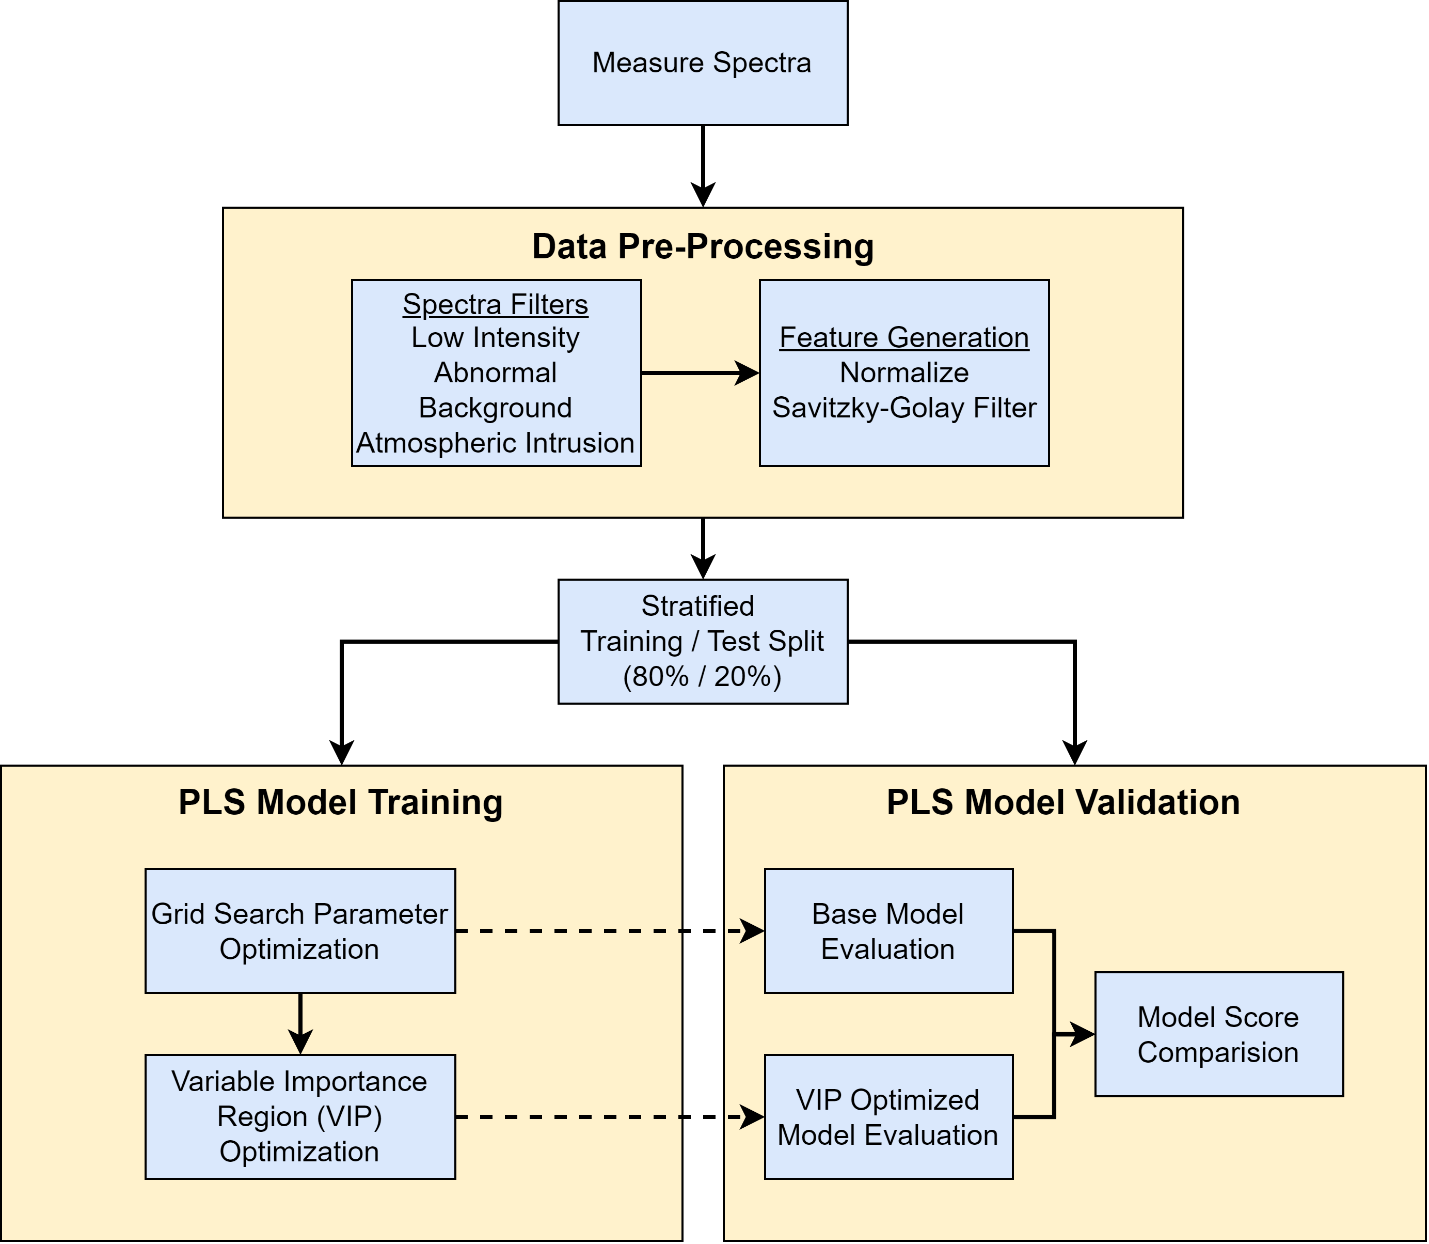 Measure Spectra
Data Pre-Processing
Spectra Filters
Low Intensity
Abnormal
Background
Atmospheric Intrusion
Feature Generation
Normalize
Savitzky-Golay Filter
Stratified
Training / Test Split
(80% / 20%)
PLS Model Training
Grid Search Parameter
Optimization
Variable Importance
Region (VIP)
Optimization
PLS Model Validation
Base Model
Evaluation
VIP Optimized
Model Evaluation
Model Score
Comparision